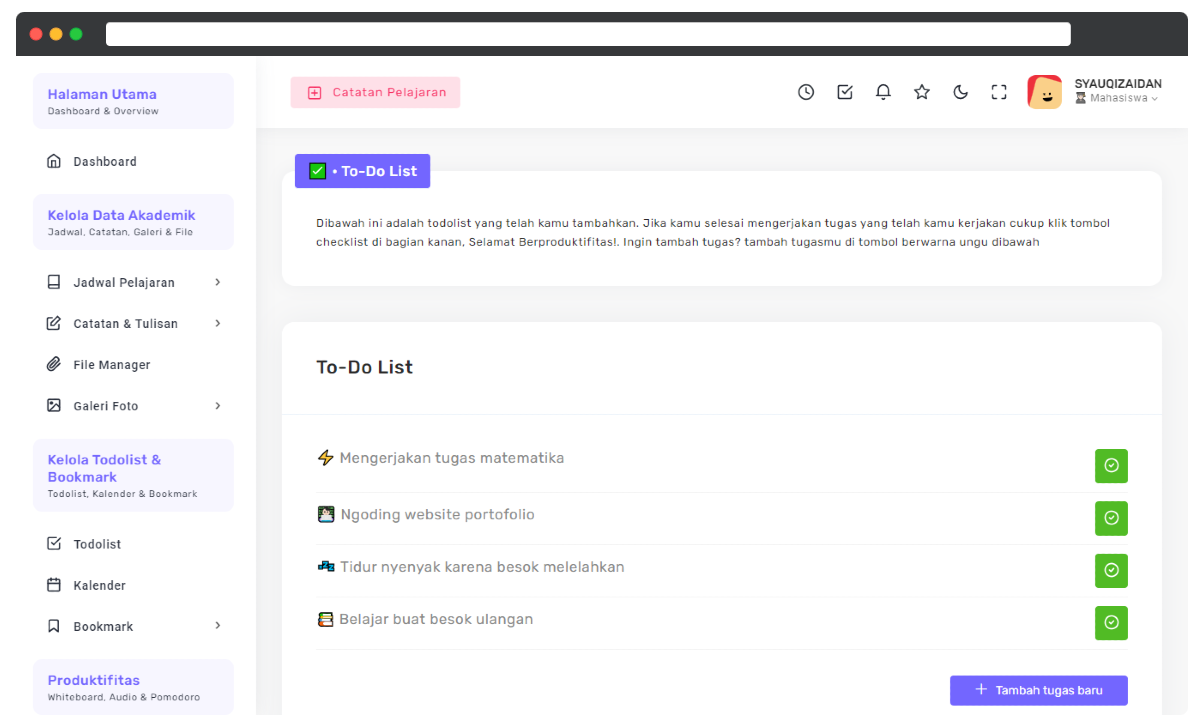 Halaman Utama
Dashboard & Overview
Dashboard
Kelola Data Akademik
Jadwal, Catatan, Galeri & File
Jadwal Pelajaran
Catatan & Tulisan
File Manager
Galeri Foto
Kelola Todolist &
Bookmark
Todolist, Kalender & Bookmark
Todolist
Kalender
Bookmark
Produktifitas
Whiteboard, Audio & Pomodoro
Catatan Pelajaran
SYAUQIZAIDAN
Mahasiswa
• To-Do List
Dibawah ini adalah todolist yang telah kamu tambahkan. Jika kamu selesai mengerjakan tugas yang telah kamu kerjakan cukup klik tombol
checklist di bagian kanan, Selamat Berproduktifitas!. Ingin tambah tugas? tambah tugasmu di tombol berwarna ungu dibawah
To-Do List
Mengerjakan tugas matematika
Ngoding website portofolio
Tidur nyenyak karena besok melelahkan
Belajar buat besok ulangan
Tambah tugas baru